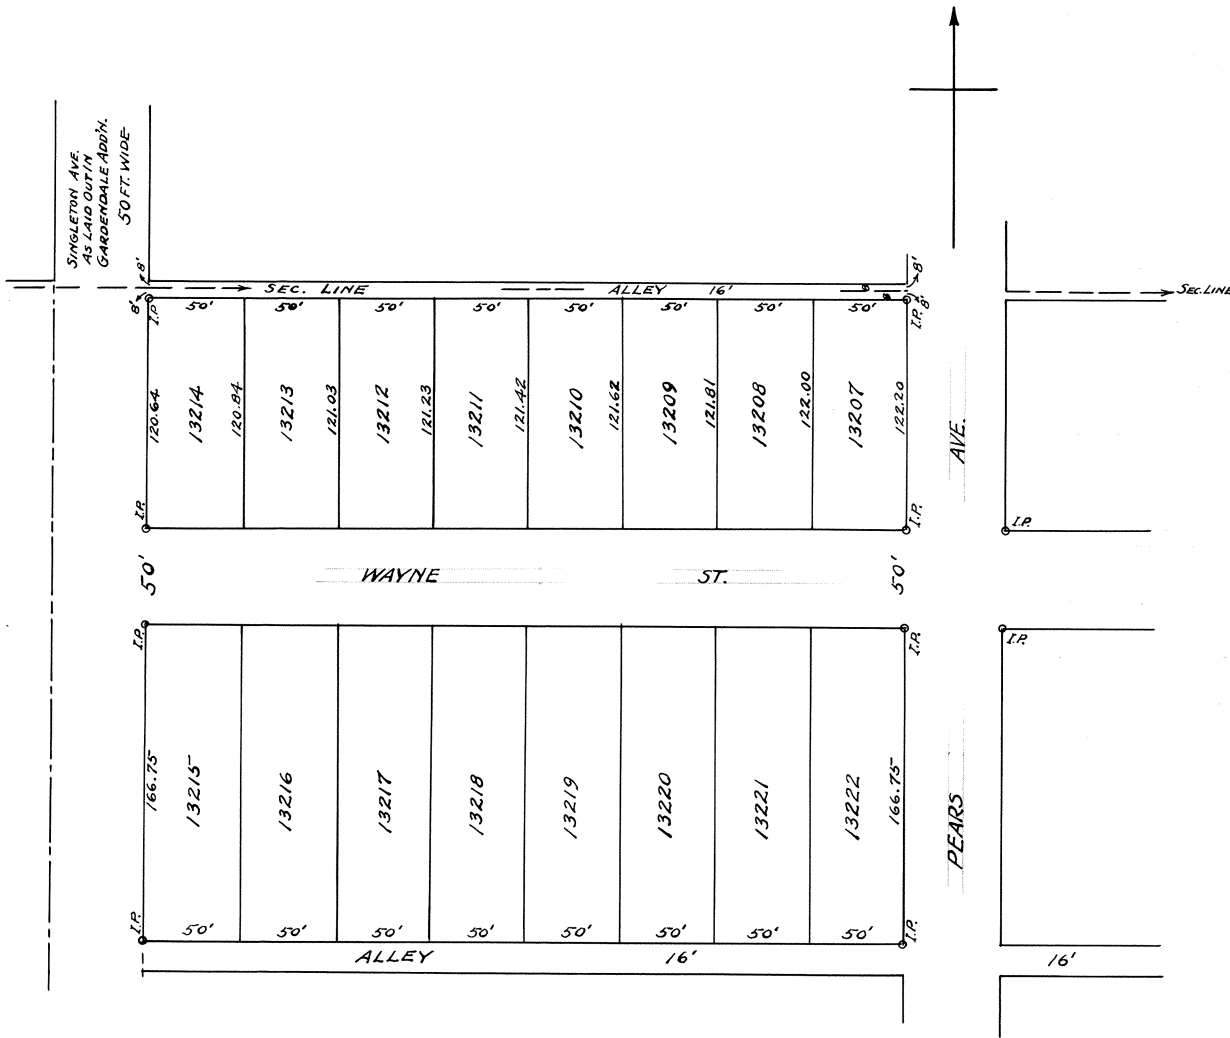 SINGLETON AVE.
AS LAID OUT IN
GARDENDALE ADD'N.
50 FT. WIDE
8'
8'
SEC. LINE
ALLEY 16'
8'
8'
SEC. LINE
I.P.
50'
50'
50'
50'
50'
50'
50'
50'
I.P.
120.64
13214
120.84
13213
121.03
13212
121.23
13211
121.42
13210
121.62
13209
121.81
13208
122.00
13207
122.20
AVE.
I.P.
I.P.
I.P.
50'
WAYNE ST.
50'
I.P.
I.P.
I.P.
166.75
13215
13216
13217
13218
13219
13220
13221
13222
166.75
PEARS
I.P.
50'
50'
50'
50'
50'
50'
50'
50'
I.P.
ALLEY 16'
16'